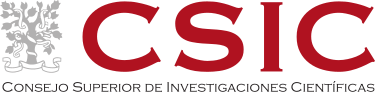 CSIC
CONSEJO SUPERIOR DE INVESTIGACIONES CIENTÍFICAS